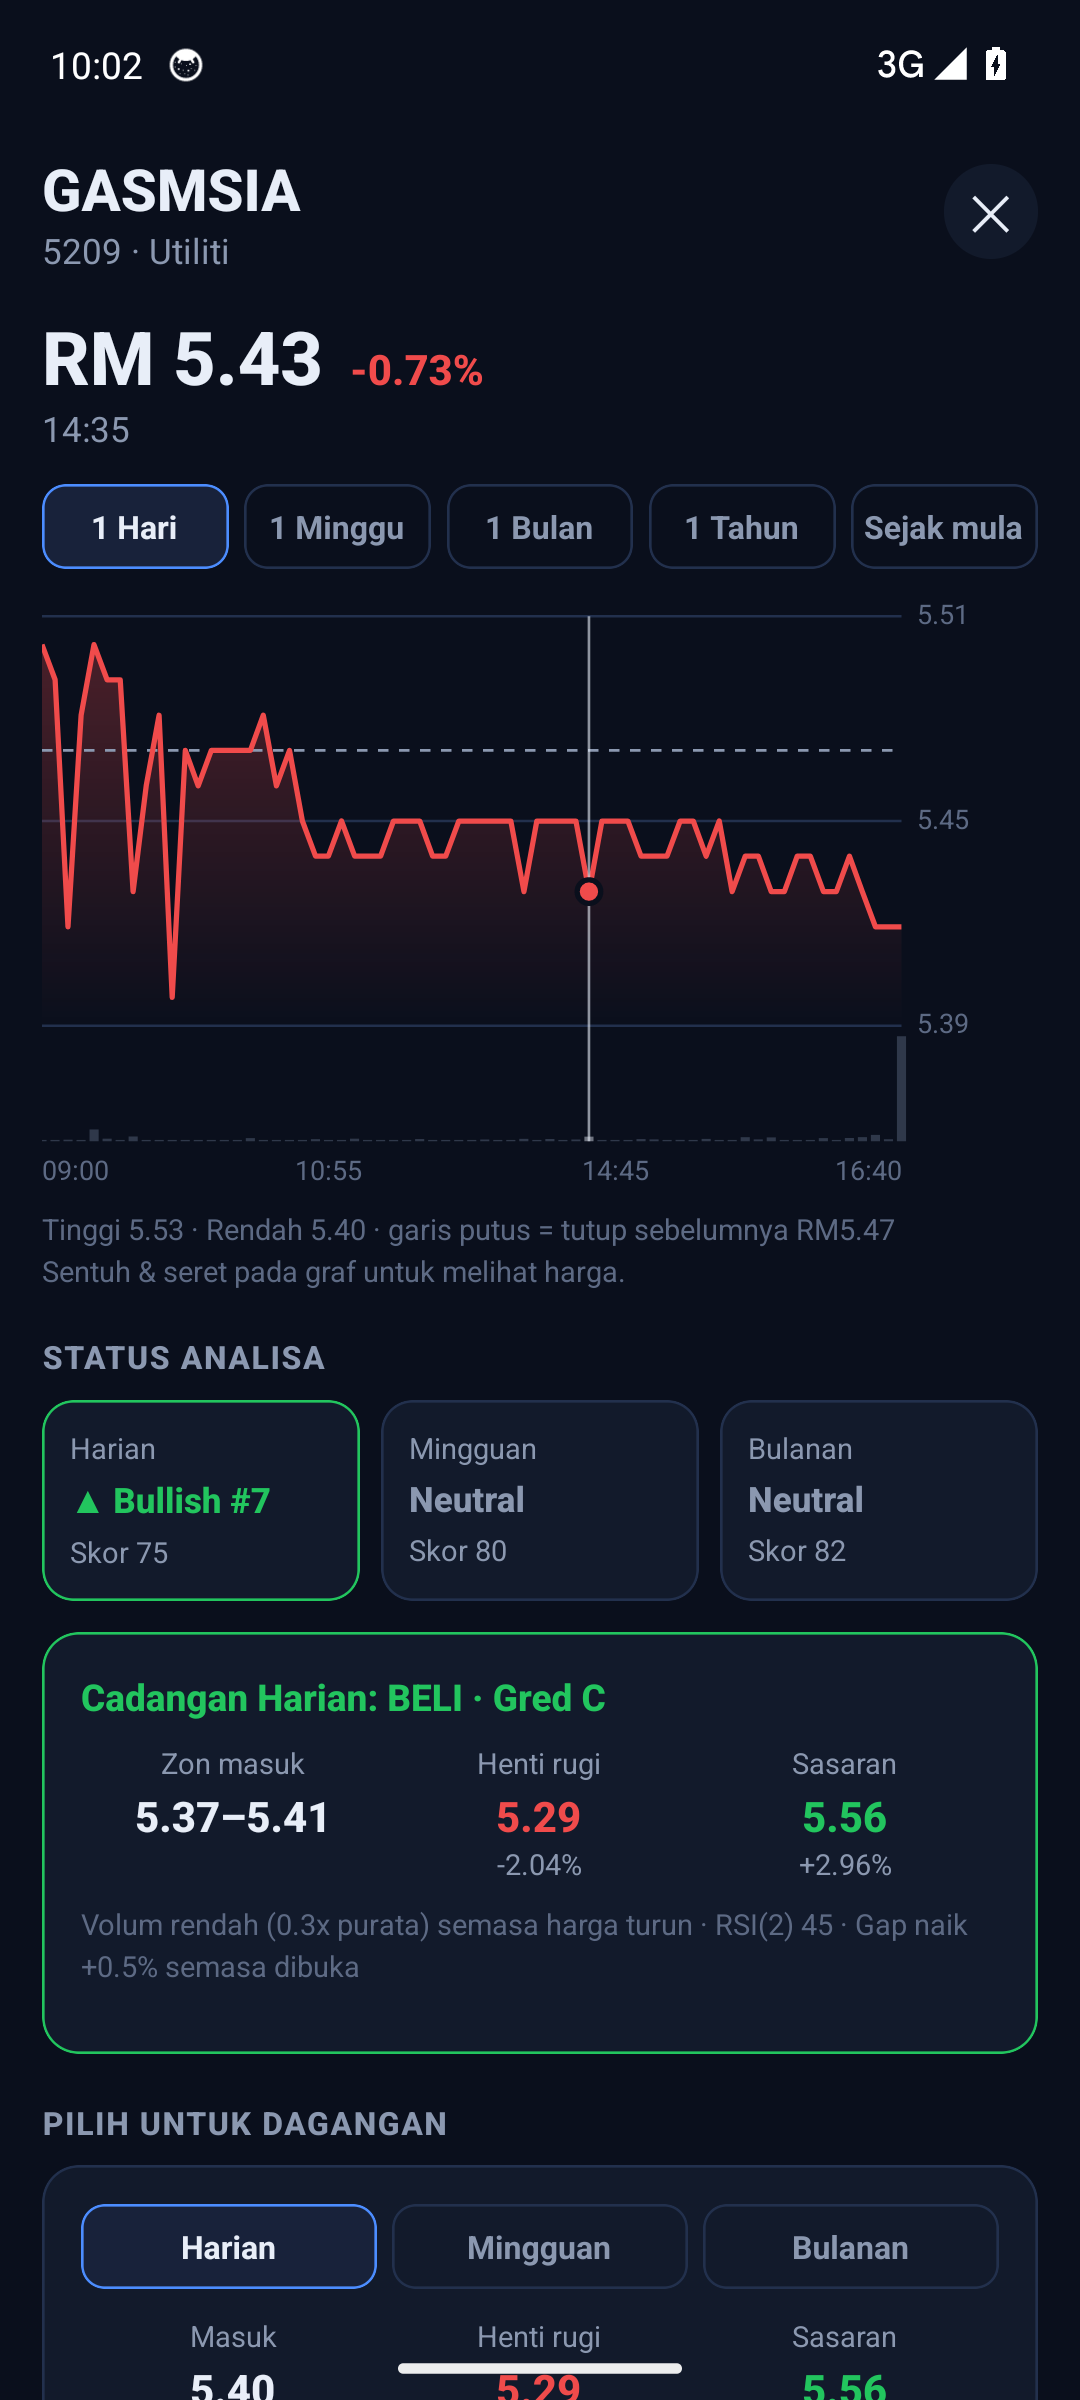 10:02
3G
GASMSIA
5209 · Utiliti
RM 5.43 -0.73%
14:35
1 Hari
1 Minggu
1 Bulan
1 Tahun
Sejak mula
5.51
5.45
5.39
09:00
10:55
14:45
16:40
Tinggi 5.53 · Rendah 5.40 · garis putus = tutup sebelumnya RM5.47
Sentuh & seret pada graf untuk melihat harga.
STATUS ANALISA
Harian
▲ Bullish #7
Skor 75
Mingguan
Neutral
Skor 80
Bulanan
Neutral
Skor 82
Cadangan Harian: BELI · Gred C
Zon masuk
5.37–5.41
Henti rugi
5.29
-2.04%
Sasaran
5.56
+2.96%
Volum rendah (0.3x purata) semasa harga turun · RSI(2) 45 · Gap naik
+0.5% semasa dibuka
PILIH UNTUK DAGANGAN
Harian
Mingguan
Bulanan
Masuk
5.40
Henti rugi
5.29
Sasaran
5.56